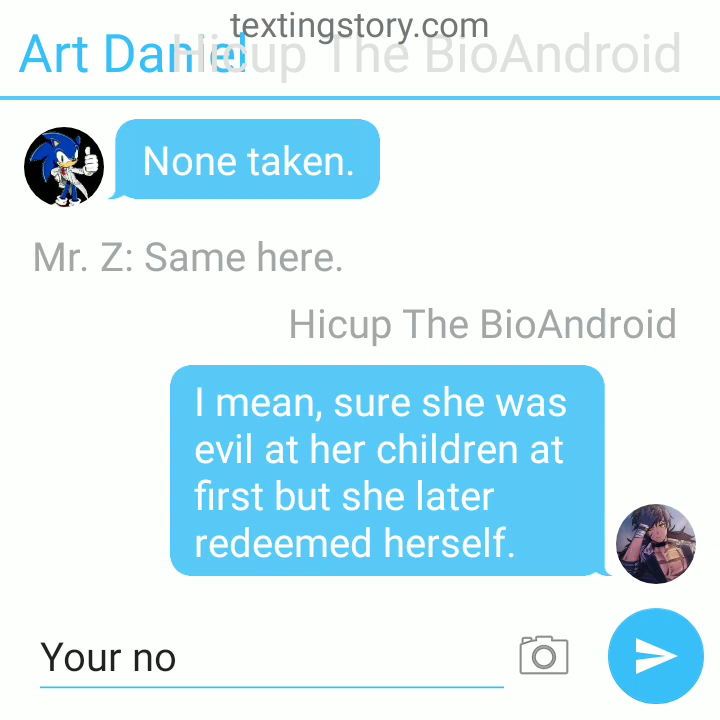 textingstory.com
Art Daniel
Hicup The BioAndroid
None taken.
Mr. Z: Same here.
Hicup The BioAndroid
I mean, sure she was
evil at her children at
first but she later
redeemed herself.
Your no